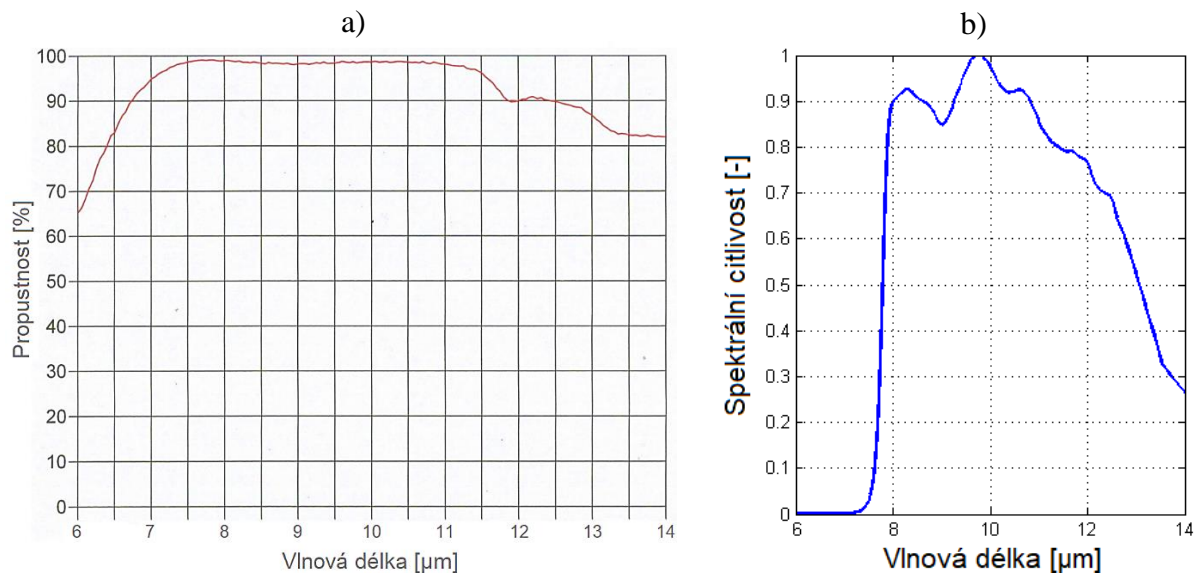 a)
100
90
80
70
60
50
40
30
20
10
0
6 7 8 9 10 11 12 13 14
Propustnost [%]
Vlnová délka [μm]
b)
1
0.9
0.8
0.7
0.6
0.5
0.4
0.3
0.2
0.1
0
6 8 10 12 14
Spektrální citlivost [-]
Vlnová délka [μm]